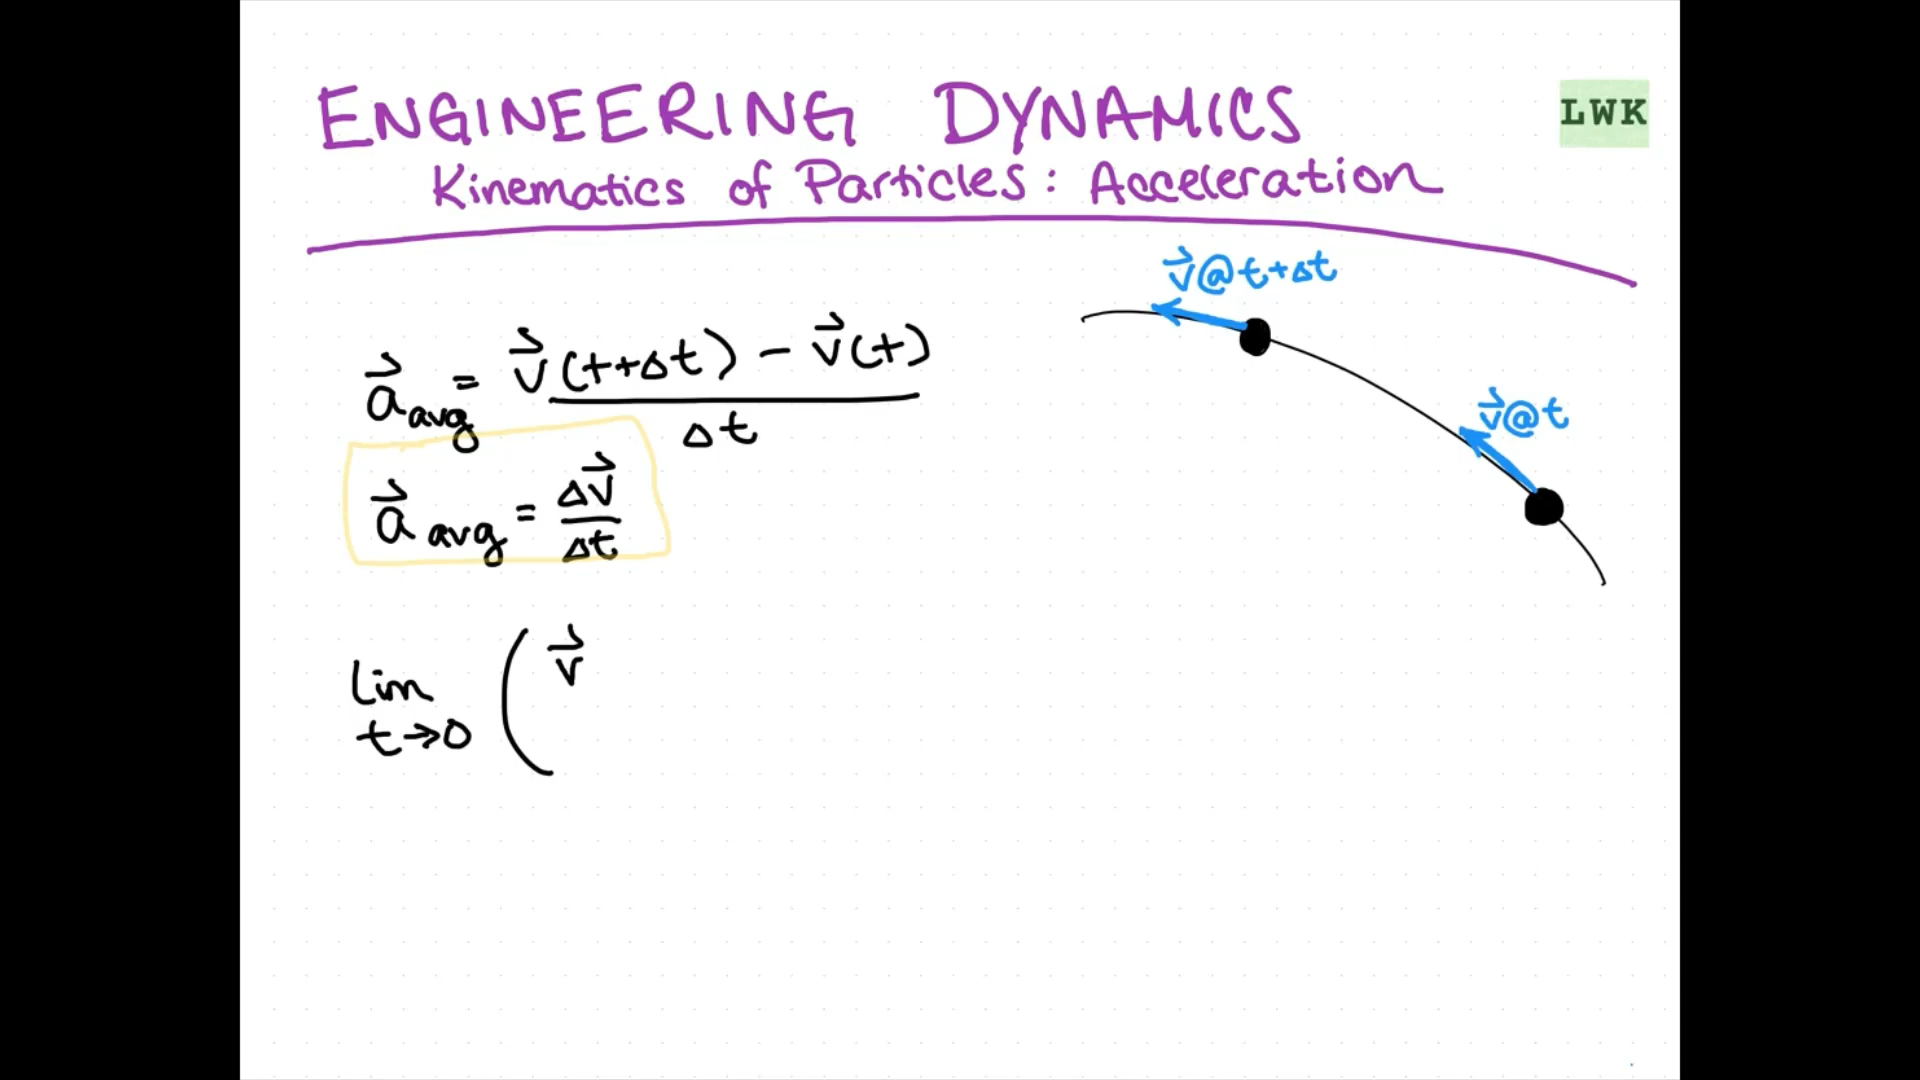 ENGINEERING DYNAMICS
LWK
Kinematics of Particles: Acceleration
v⃗@t+Δt
a⃗avg = v⃗(t+Δt) - v⃗(t)
Δt
v⃗@t
a⃗avg = Δv⃗
Δt
lim ( v⃗
t→0